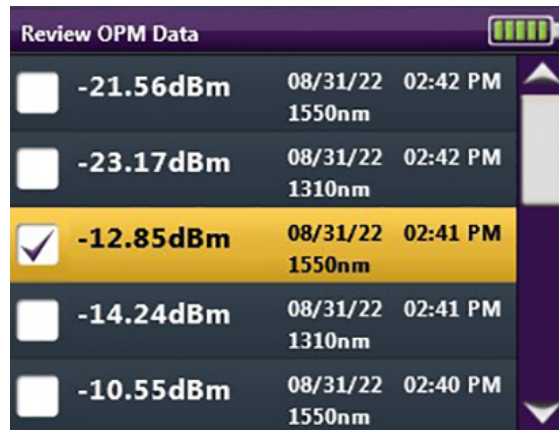 Review OPM Data
-21.56dBm 08/31/22 02:42 PM
1550nm
-23.17dBm 08/31/22 02:42 PM
1310nm
-12.85dBm 08/31/22 02:41 PM
1550nm
-14.24dBm 08/31/22 02:41 PM
1310nm
-10.55dBm 08/31/22 02:40 PM
1550nm